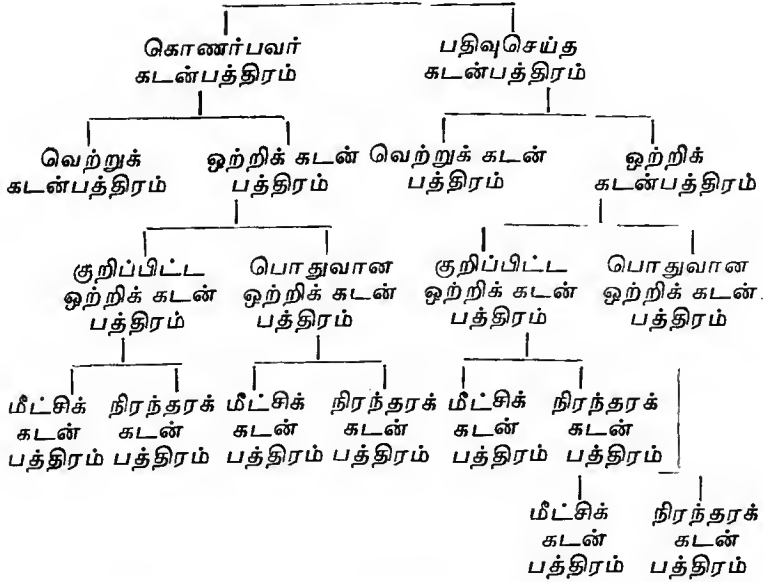 கொணர்பவர் பதிவுசெய்த
கடன்பத்திரம் கடன்பத்திரம்
வெற்றுக் ஒற்றிக் கடன் வெற்றுக் கடன் ஒற்றிக்
கடன்பத்திரம் பத்திரம் பத்திரம் கடன்பத்திரம்
குறிப்பிட்ட பொதுவான குறிப்பிட்ட பொதுவான
ஒற்றிக் கடன் ஒற்றிக் கடன் ஒற்றிக் கடன் ஒற்றிக் கடன்
பத்திரம் பத்திரம் பத்திரம் பத்திரம்
மீட்சிக் நிரந்தரக் மீட்சிக் நிரந்தரக் மீட்சிக் நிரந்தரக்
கடன் கடன் கடன் கடன் கடன் கடன்
பத்திரம் பத்திரம் பத்திரம் பத்திரம் பத்திரம் பத்திரம்
மீட்சிக் நிரந்தரக்
கடன் கடன்
பத்திரம் பத்திரம்